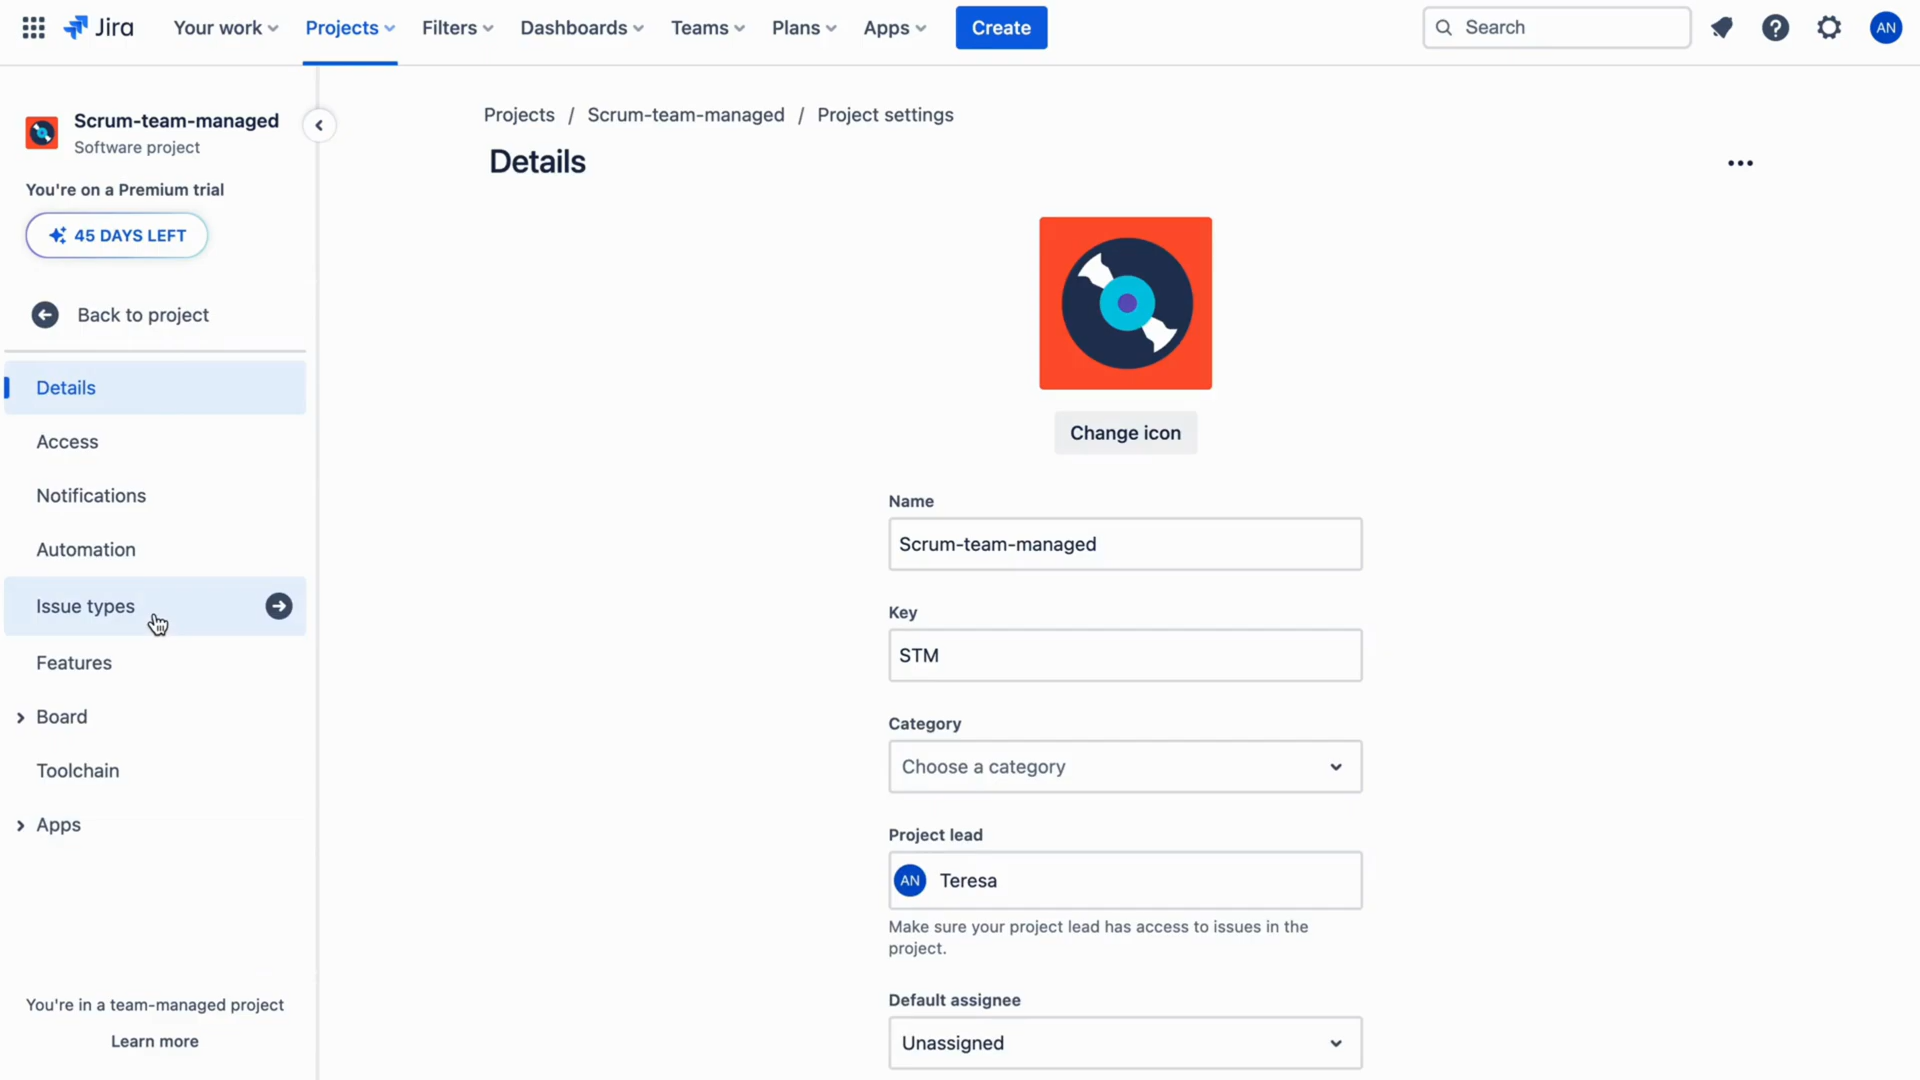 Jira
Your work
Projects
Filters
Dashboards
Teams
Plans
Apps
Create
Search
AN
Scrum-team-managed
Software project
You're on a Premium trial
45 DAYS LEFT
Back to project
Details
Access
Notifications
Automation
Issue types
Features
Board
Toolchain
Apps
You're in a team-managed project
Learn more
Projects / Scrum-team-managed / Project settings
Details
Change icon
Name
Scrum-team-managed
Key
STM
Category
Choose a category
Project lead
AN Teresa
Make sure your project lead has access to issues in the
project.
Default assignee
Unassigned